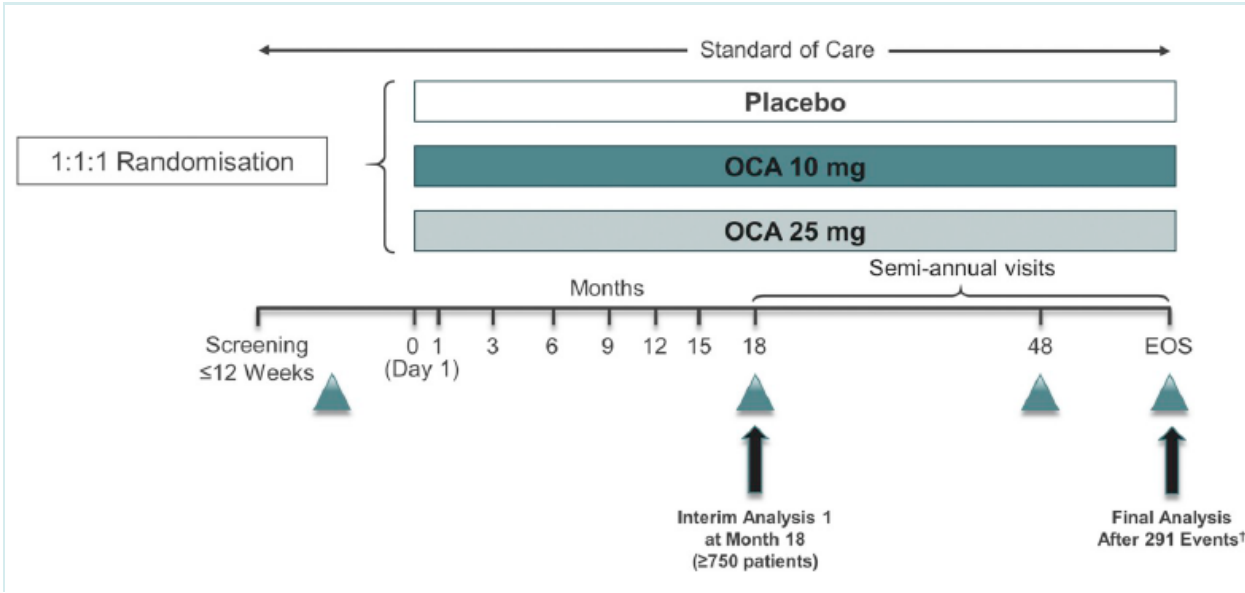 Standard of Care
Placebo
1:1:1 Randomisation
OCA 10 mg
OCA 25 mg
Semi-annual visits
Months
Screening
≤12 Weeks
0 1 3 6 9 12 15 18 48 EOS
(Day 1)
Interim Analysis 1
at Month 18
(≥750 patients)
Final Analysis
After 291 Events†